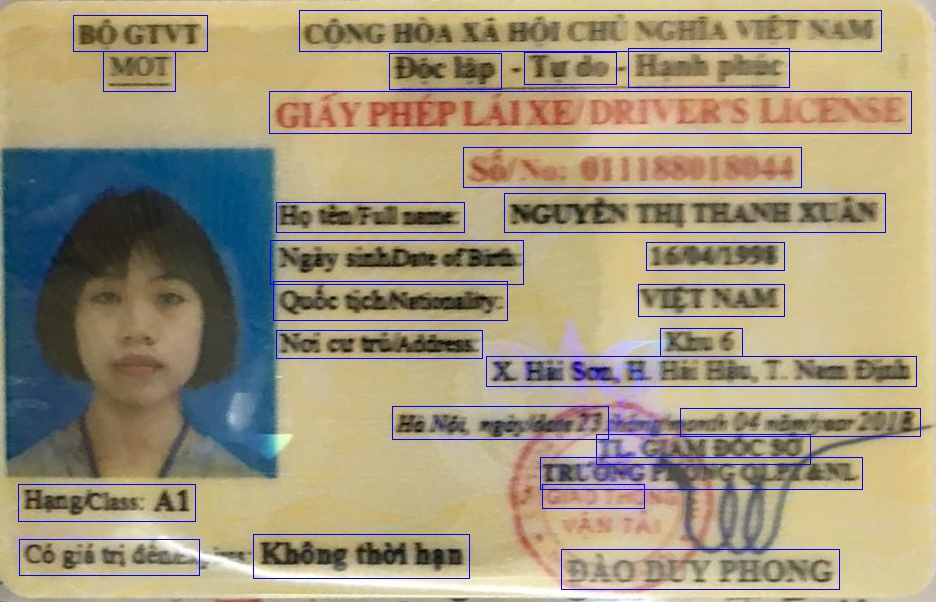 BỘ GTVT
MOT
CỘNG HÒA XÃ HỘI CHỦ NGHĨA VIỆT NAM
Độc lập - Tự do - Hạnh phúc
GIẤY PHÉP LÁI XE/DRIVER'S LICENSE
Số/No: 011188018044
Họ tên/Full name: NGUYỄN THỊ THANH XUÂN
Ngày sinh/Date of Birth: 16/04/1998
Quốc tịch/Nationality: VIỆT NAM
Nơi cư trú/Address: Khu 6
X. Hải Sơn, H. Hải Hậu, T. Nam Định
Hà Nội, ngày/date 23 tháng/month 04 năm/year 2018
TL. GIÁM ĐỐC SỞ
TRƯỞNG PHÒNG QLPT&NL
GIAO THÔNG
VẬN TẢI
Hạng/Class: A1
Có giá trị đến/Expires: Không thời hạn
ĐÀO DUY PHONG